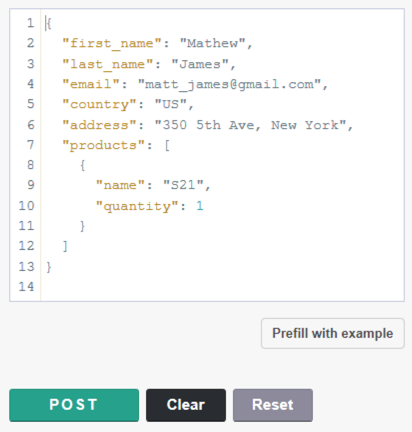 1 {
2 "first_name": "Mathew",
3 "last_name": "James",
4 "email": "matt_james@gmail.com",
5 "country": "US",
6 "address": "350 5th Ave, New York",
7 "products": [
8 {
9 "name": "S21",
10 "quantity": 1
11 }
12 ]
13 }
14
Prefill with example
POST Clear Reset